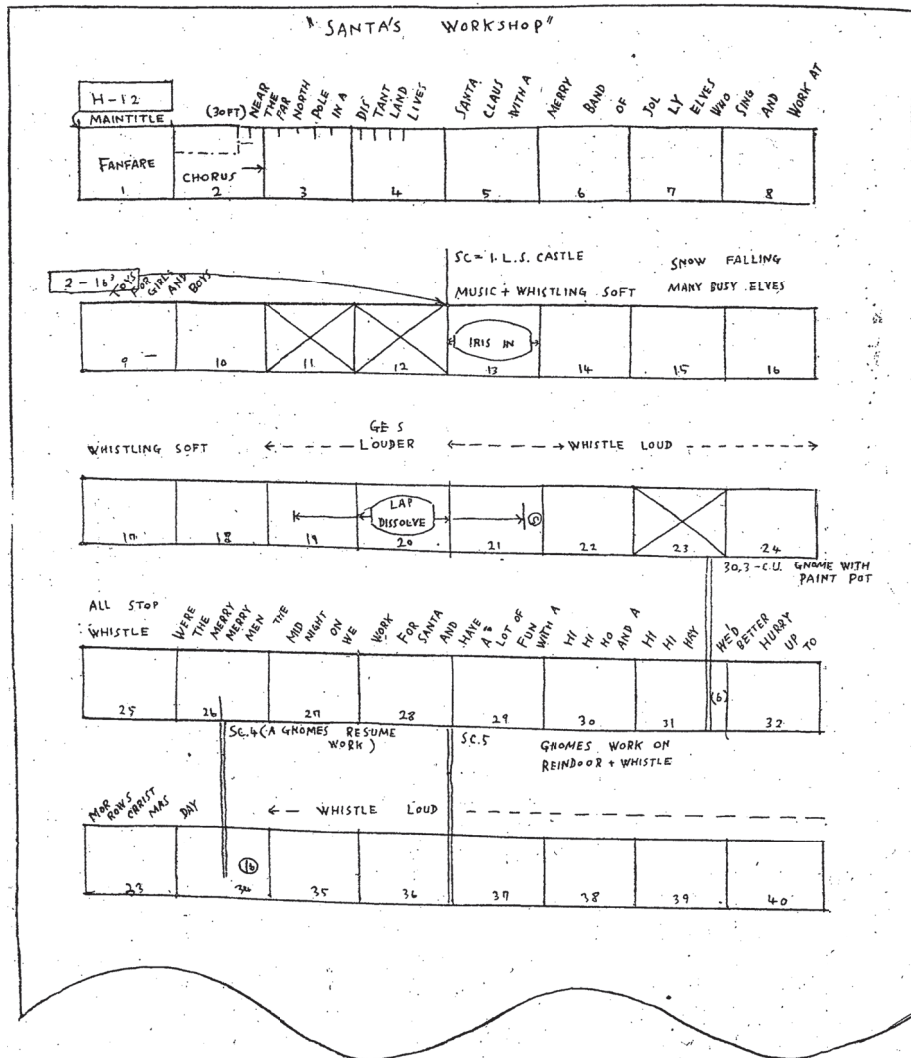 "SANTA'S WORKSHOP"
H-12
MAINTITLE
(30FT)
NEAR THE FAR NORTH POLE IN A DIS TANT LAND LIVES SANTA CLAUS WITH A MERRY BAND OF JOL LY ELVES WHO SING AND WORK AT
FANFARE
CHORUS
1 2 3 4 5 6 7 8
2-16³
TOYS FOR GIRLS AND BOYS
SC=1.L.S. CASTLE
SNOW FALLING
MUSIC + WHISTLING SOFT
MANY BUSY ELVES
IRIS IN
9 10 11 12 13 14 15 16
WHISTLING SOFT
GE S
LOUDER
WHISTLE LOUD
LAP
DISSOLVE
17 18 19 20 21 22 23 24
30.3-C.U. GNOME WITH
PAINT POT
ALL STOP
WHISTLE
WERE THE MERRY MERRY MEN THE MID NIGHT ON WE WORK FOR SANTA AND HAVE A LOT OF FUN WITH A HI HI HO AND A HI HI HAY WE'D BETTER HURRY UP TO
(6)
25 26 27 28 29 30 31 32
SC.4 (A GNOMES RESUME
WORK)
SC.5
GNOMES WORK ON
REINDOOR + WHISTLE
MOR ROWS CHRIST MAS DAY
WHISTLE LOUD
33 34 35 36 37 38 39 40